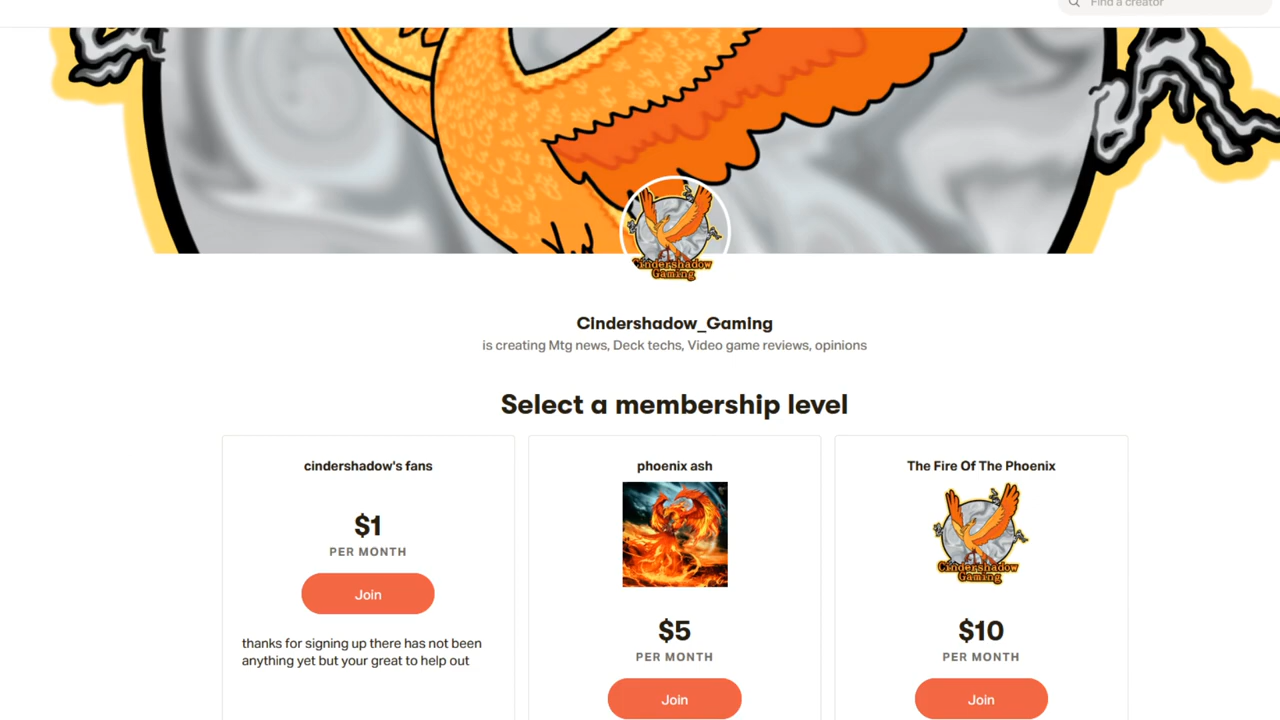 Find a creator
Cindershadow
Gaming
Cindershadow_Gaming
is creating Mtg news, Deck techs, Video game reviews, opinions
Select a membership level
cindershadow's fans
$1
PER MONTH
Join
thanks for signing up there has not been
anything yet but your great to help out
phoenix ash
$5
PER MONTH
Join
The Fire Of The Phoenix
Cindershadow
Gaming
$10
PER MONTH
Join